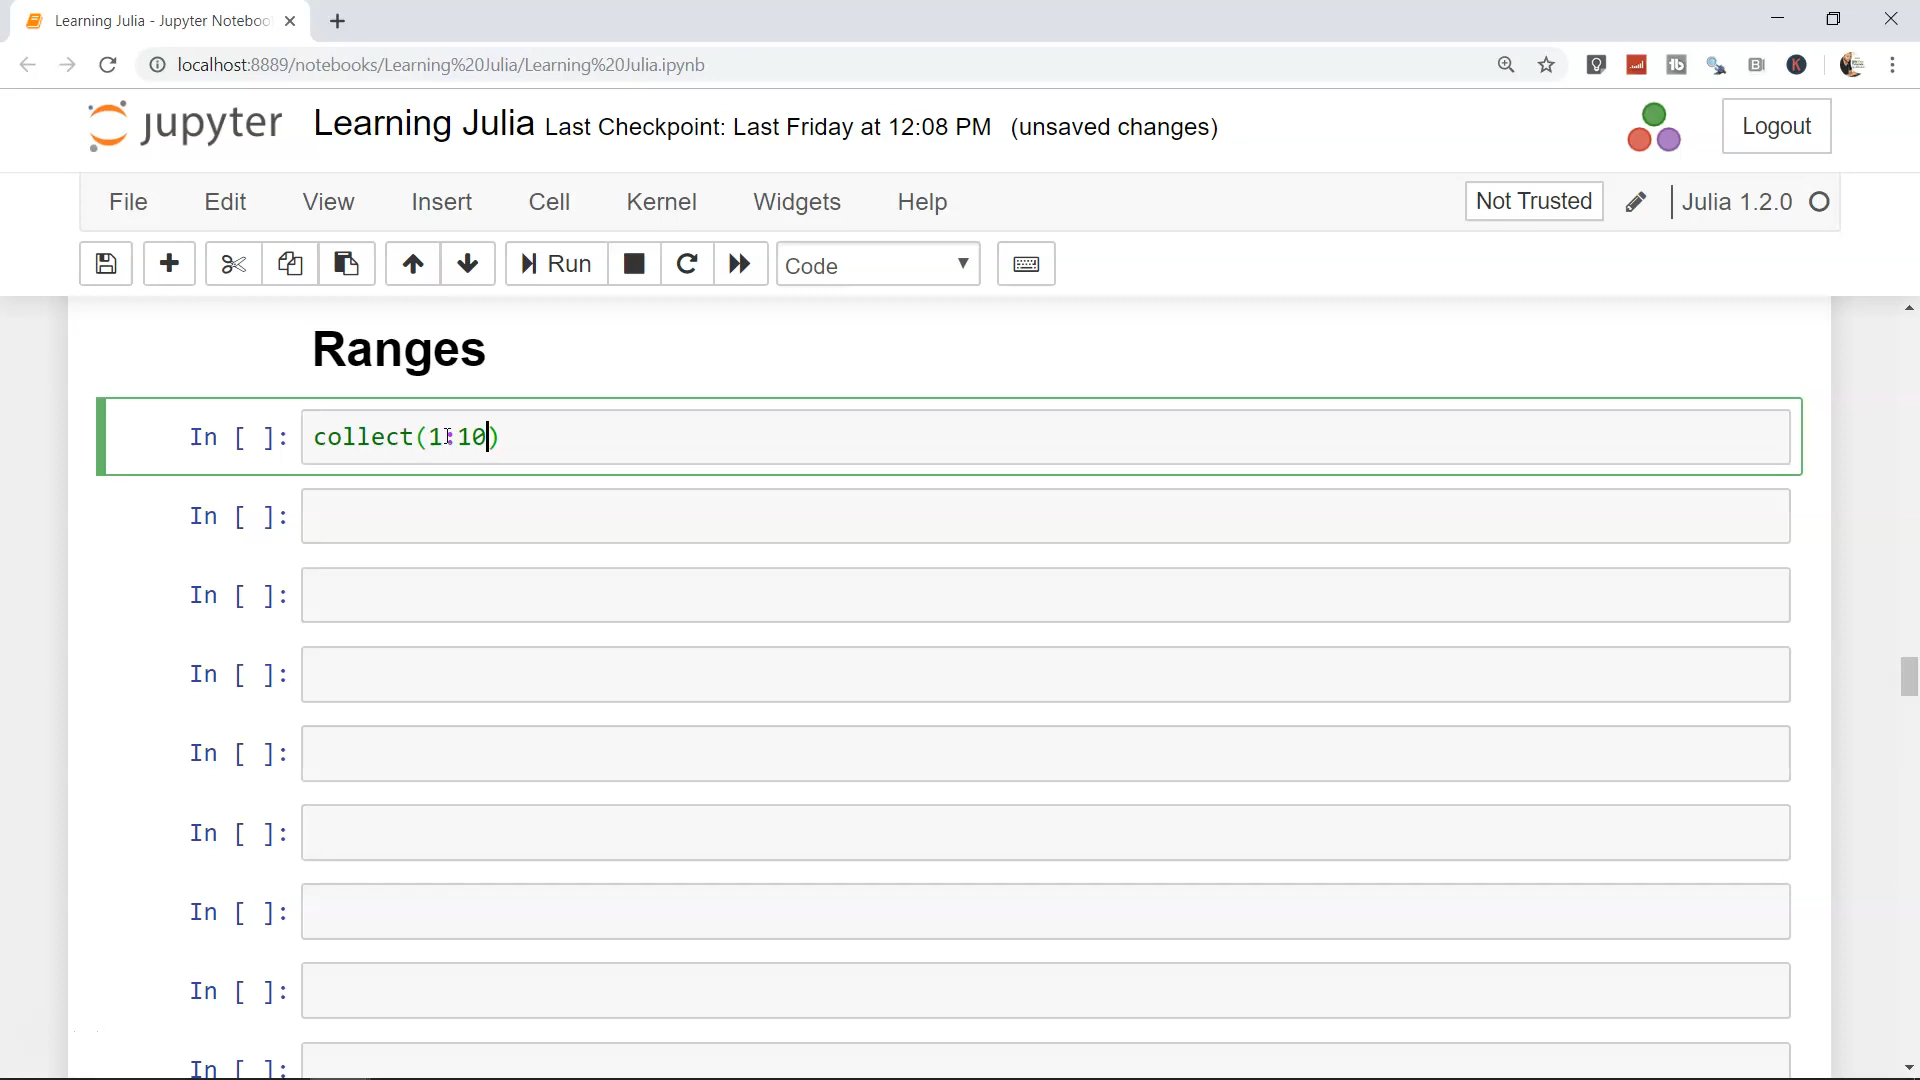 Learning Julia - Jupyter Noteboo
localhost:8889/notebooks/Learning%20Julia/Learning%20Julia.ipynb
jupyter Learning Julia Last Checkpoint: Last Friday at 12:08 PM (unsaved changes)
Logout
File Edit View Insert Cell Kernel Widgets Help
Not Trusted Julia 1.2.0
Run Code
Ranges
In [ ]: collect(1:10)
In [ ]:
In [ ]:
In [ ]:
In [ ]:
In [ ]:
In [ ]:
In [ ]:
In [ ]: